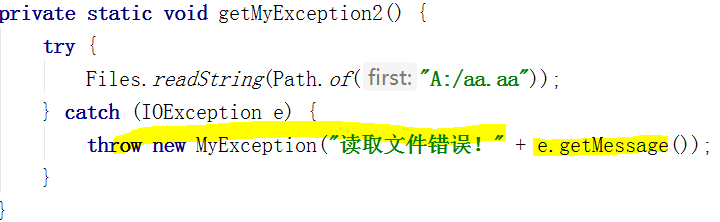 private static void getMyException2() {
try {
Files.readString(Path.of( first: "A:/aa.aa"));
} catch (IOException e) {
throw new MyException("读取文件错误！" + e.getMessage());
}
}